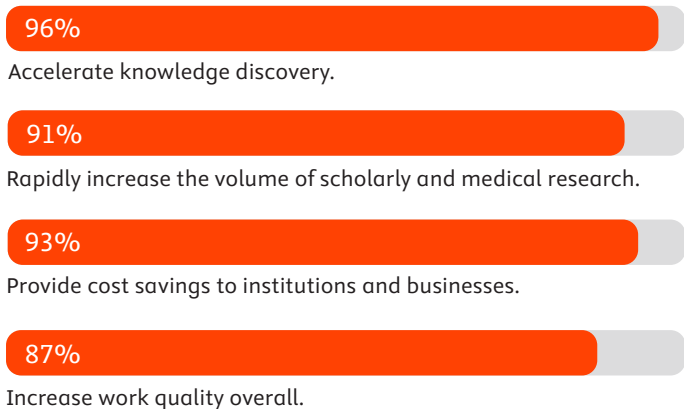 96%
Accelerate knowledge discovery.
91%
Rapidly increase the volume of scholarly and medical research.
93%
Provide cost savings to institutions and businesses.
87%
Increase work quality overall.